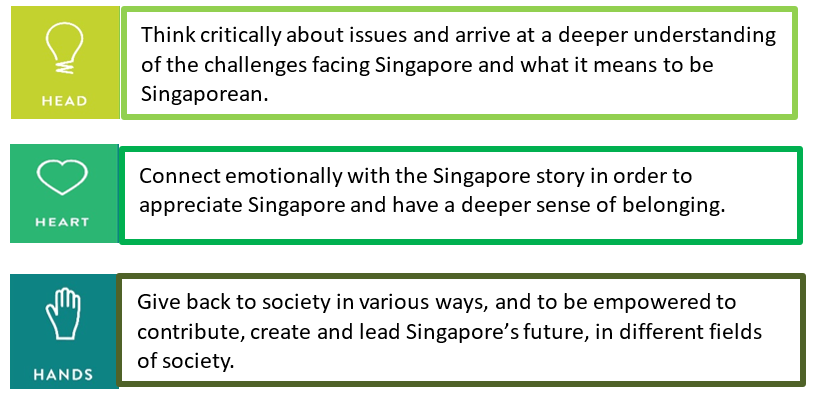 HEAD
Think critically about issues and arrive at a deeper understanding
of the challenges facing Singapore and what it means to be
Singaporean.
HEART
Connect emotionally with the Singapore story in order to
appreciate Singapore and have a deeper sense of belonging.
HANDS
Give back to society in various ways, and to be empowered to
contribute, create and lead Singapore’s future, in different fields
of society.